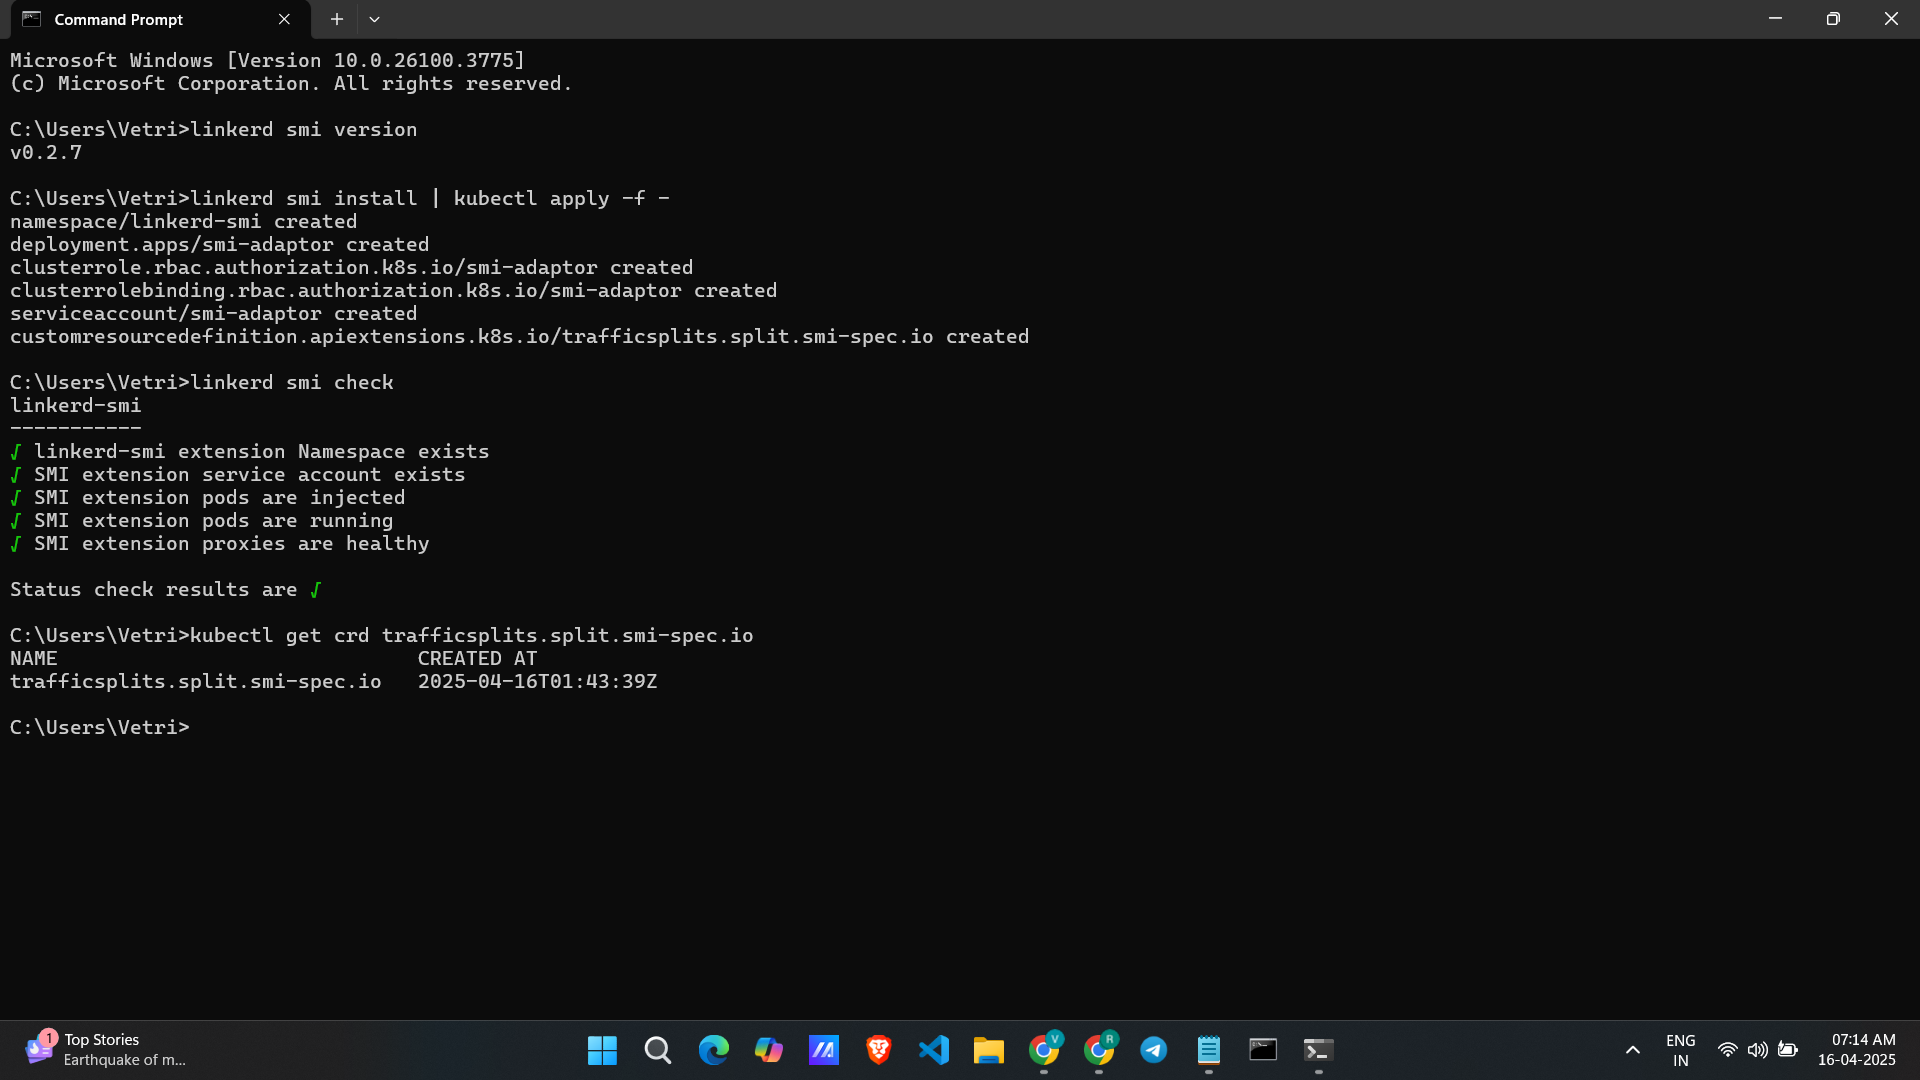 Command Prompt
Microsoft Windows [Version 10.0.26100.3775]
(c) Microsoft Corporation. All rights reserved.
C:\Users\Vetri>linkerd smi version
v0.2.7
C:\Users\Vetri>linkerd smi install | kubectl apply -f -
namespace/linkerd-smi created
deployment.apps/smi-adaptor created
clusterrole.rbac.authorization.k8s.io/smi-adaptor created
clusterrolebinding.rbac.authorization.k8s.io/smi-adaptor created
serviceaccount/smi-adaptor created
customresourcedefinition.apiextensions.k8s.io/trafficsplits.split.smi-spec.io created
C:\Users\Vetri>linkerd smi check
linkerd-smi
-----------
√ linkerd-smi extension Namespace exists
√ SMI extension service account exists
√ SMI extension pods are injected
√ SMI extension pods are running
√ SMI extension proxies are healthy
Status check results are √
C:\Users\Vetri>kubectl get crd trafficsplits.split.smi-spec.io
NAME CREATED AT
trafficsplits.split.smi-spec.io 2025-04-16T01:43:39Z
C:\Users\Vetri>
1
Top Stories
Earthquake of m...
V
R
ENG
IN
07:14 AM
16-04-2025